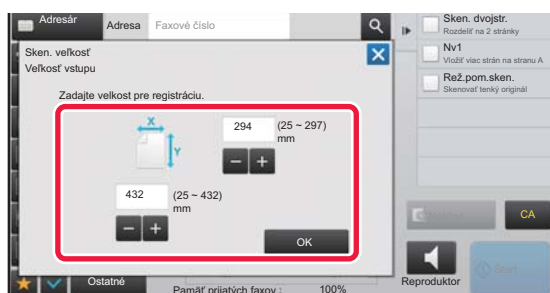 Adresár
Adresa
Faxové číslo
Sken. veľkosť
Veľkosť vstupu
Zadajte velkost pre registráciu.
X
Y
294
(25 ~ 297)
mm
432
(25 ~ 432)
mm
OK
Ostatné
Pamäť prijatých faxov :
100%
Sken. dvojstr.
Rozdeliť na 2 stránky
Nv1
Vložiť viac strán na stranu A
Rež.pom.sken.
Skenovať tenký originál
CA
Reproduktor
Štart